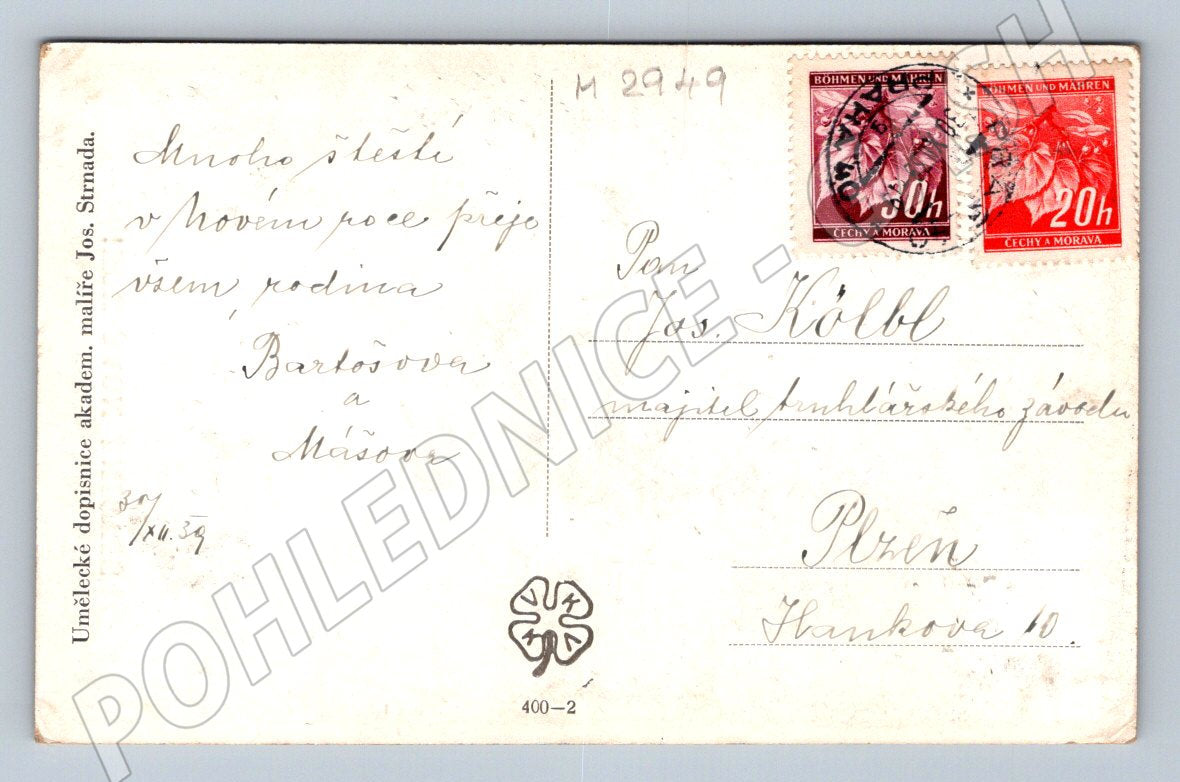 M 2949
Mnoho štěstí
v Novém roce přeje
všem rodina
Bartošova
a
Mášova
30/XII.39
Umělecké dopisnice akadem. malíře Jos. Strnada.
400-2
BÖHMEN UND MÄHREN
30h
ČECHY A MORAVA
BÖHMEN UND MÄHREN
20h
ČECHY A MORAVA
Pan
Jos. Kölbl
majitel truhlářského závodu
Plzeň
Hankova 10.
POHLEDNICE-